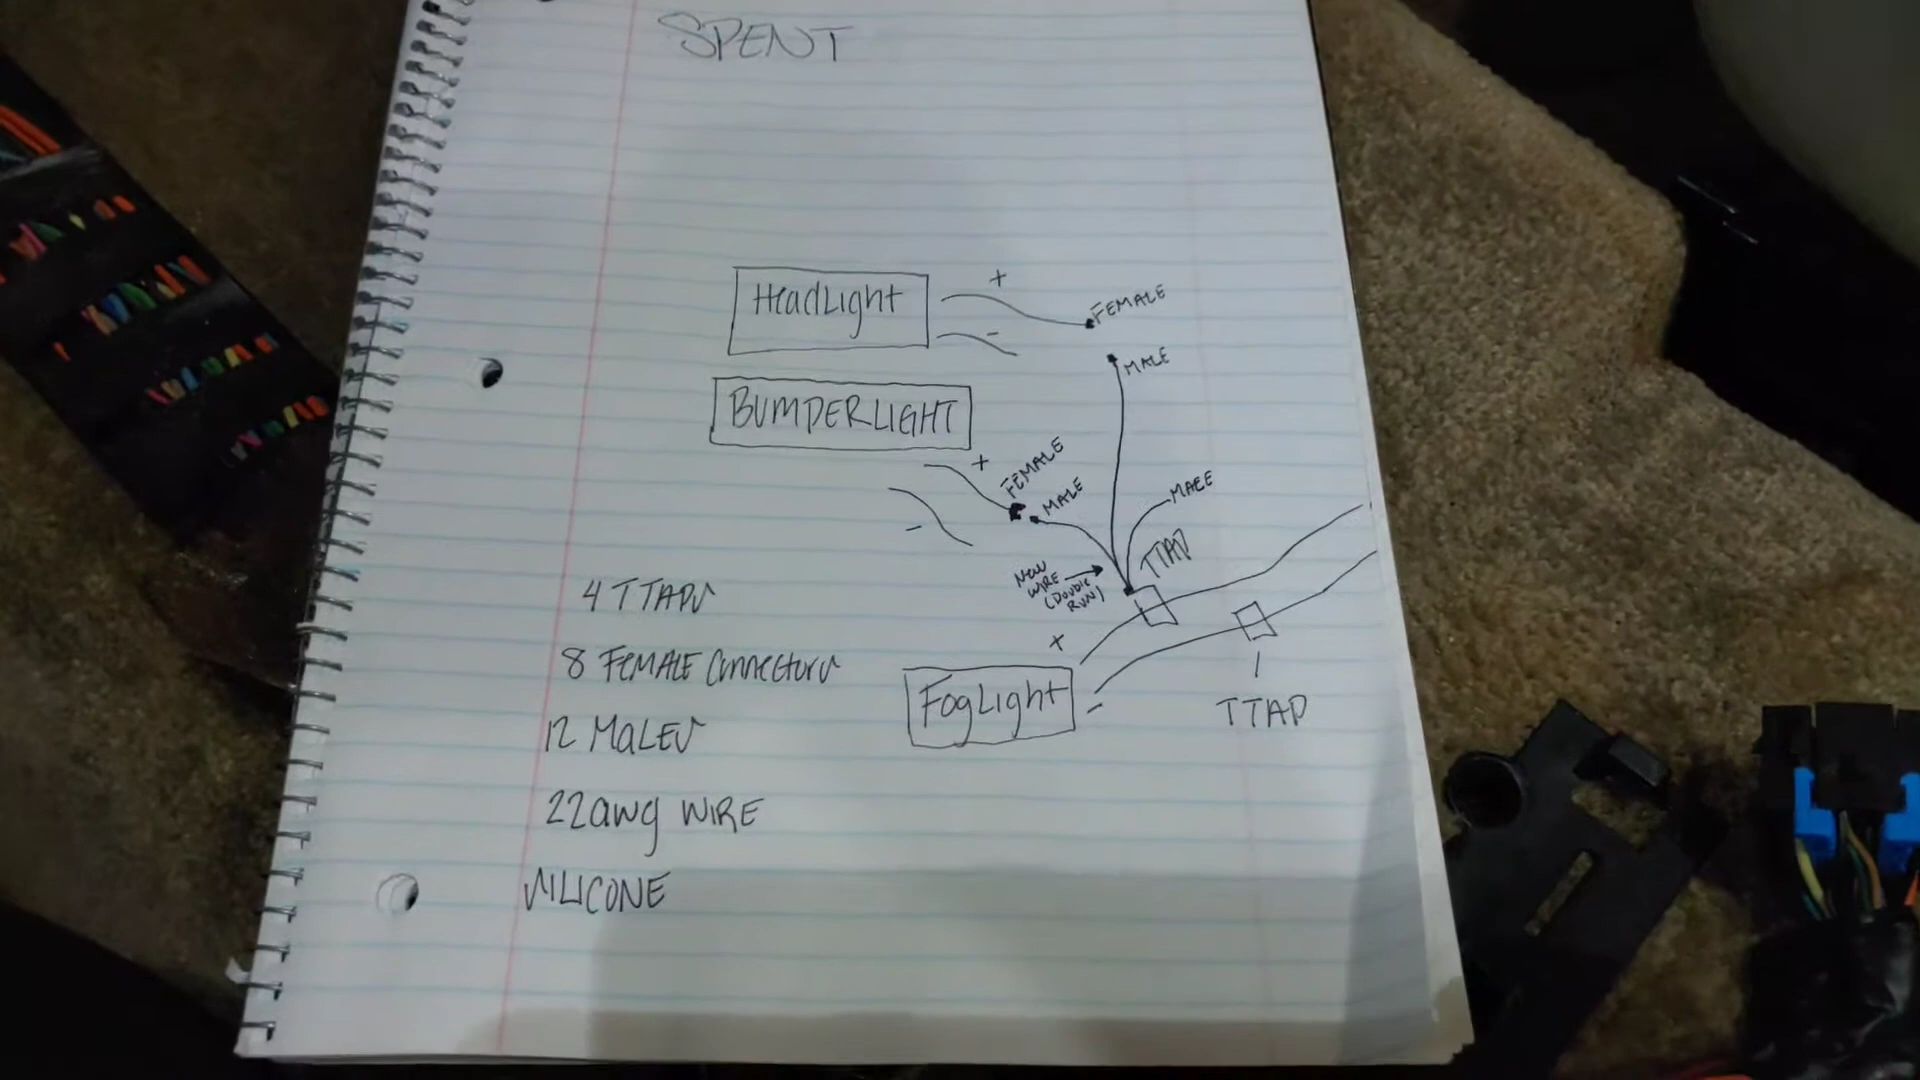 SPENT
HeadLight
+
-
FEMALE
MALE
BUMPERLIGHT
+
-
FEMALE
MALE
MALE
TTAP
NEW
WIRE
(Double
RUN)
+
-
FogLight
TTAP
4 TTAPs
8 FEMALE Connectors
12 MaLEs
22awg WIRE
SILICONE